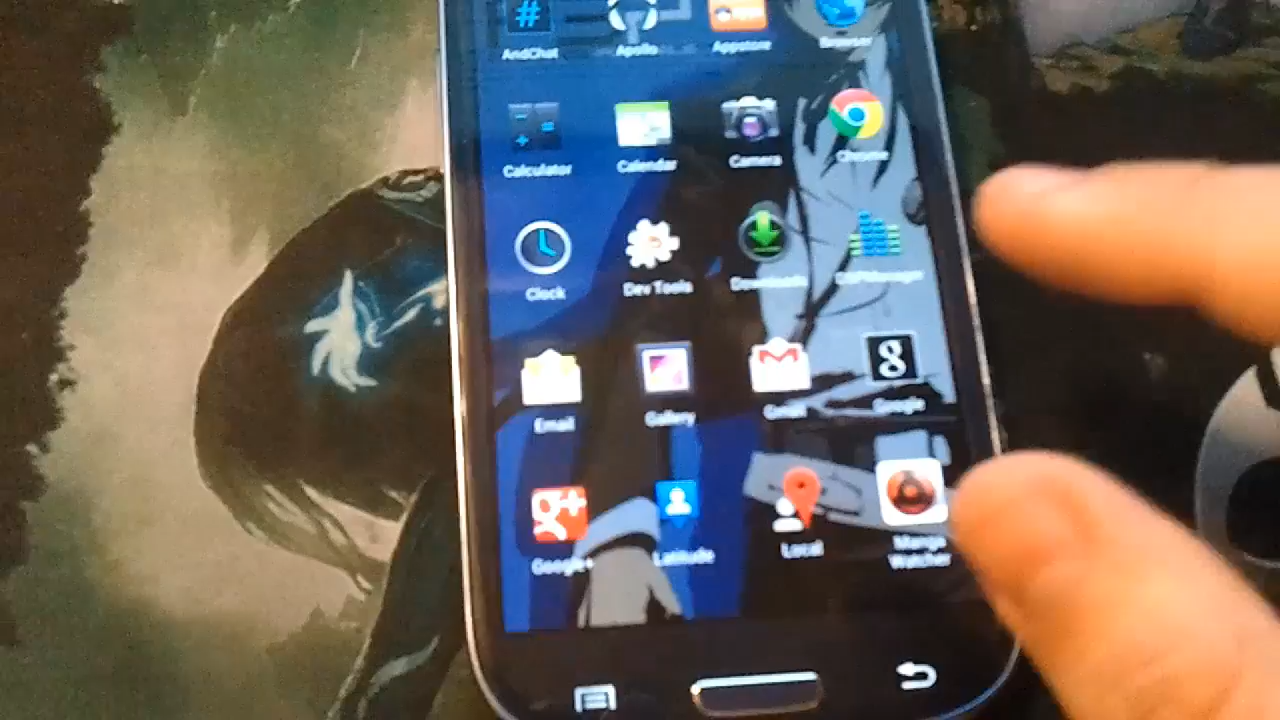 #
AndChat
Apollo
Appstore
Browser
Calculator
Calendar
Camera
Chrome
Clock
Dev Tools
Downloads
DSPManager
Email
Gallery
Gmail
g
Google
g+
Google+
Latitude
Local
Manga
Watcher